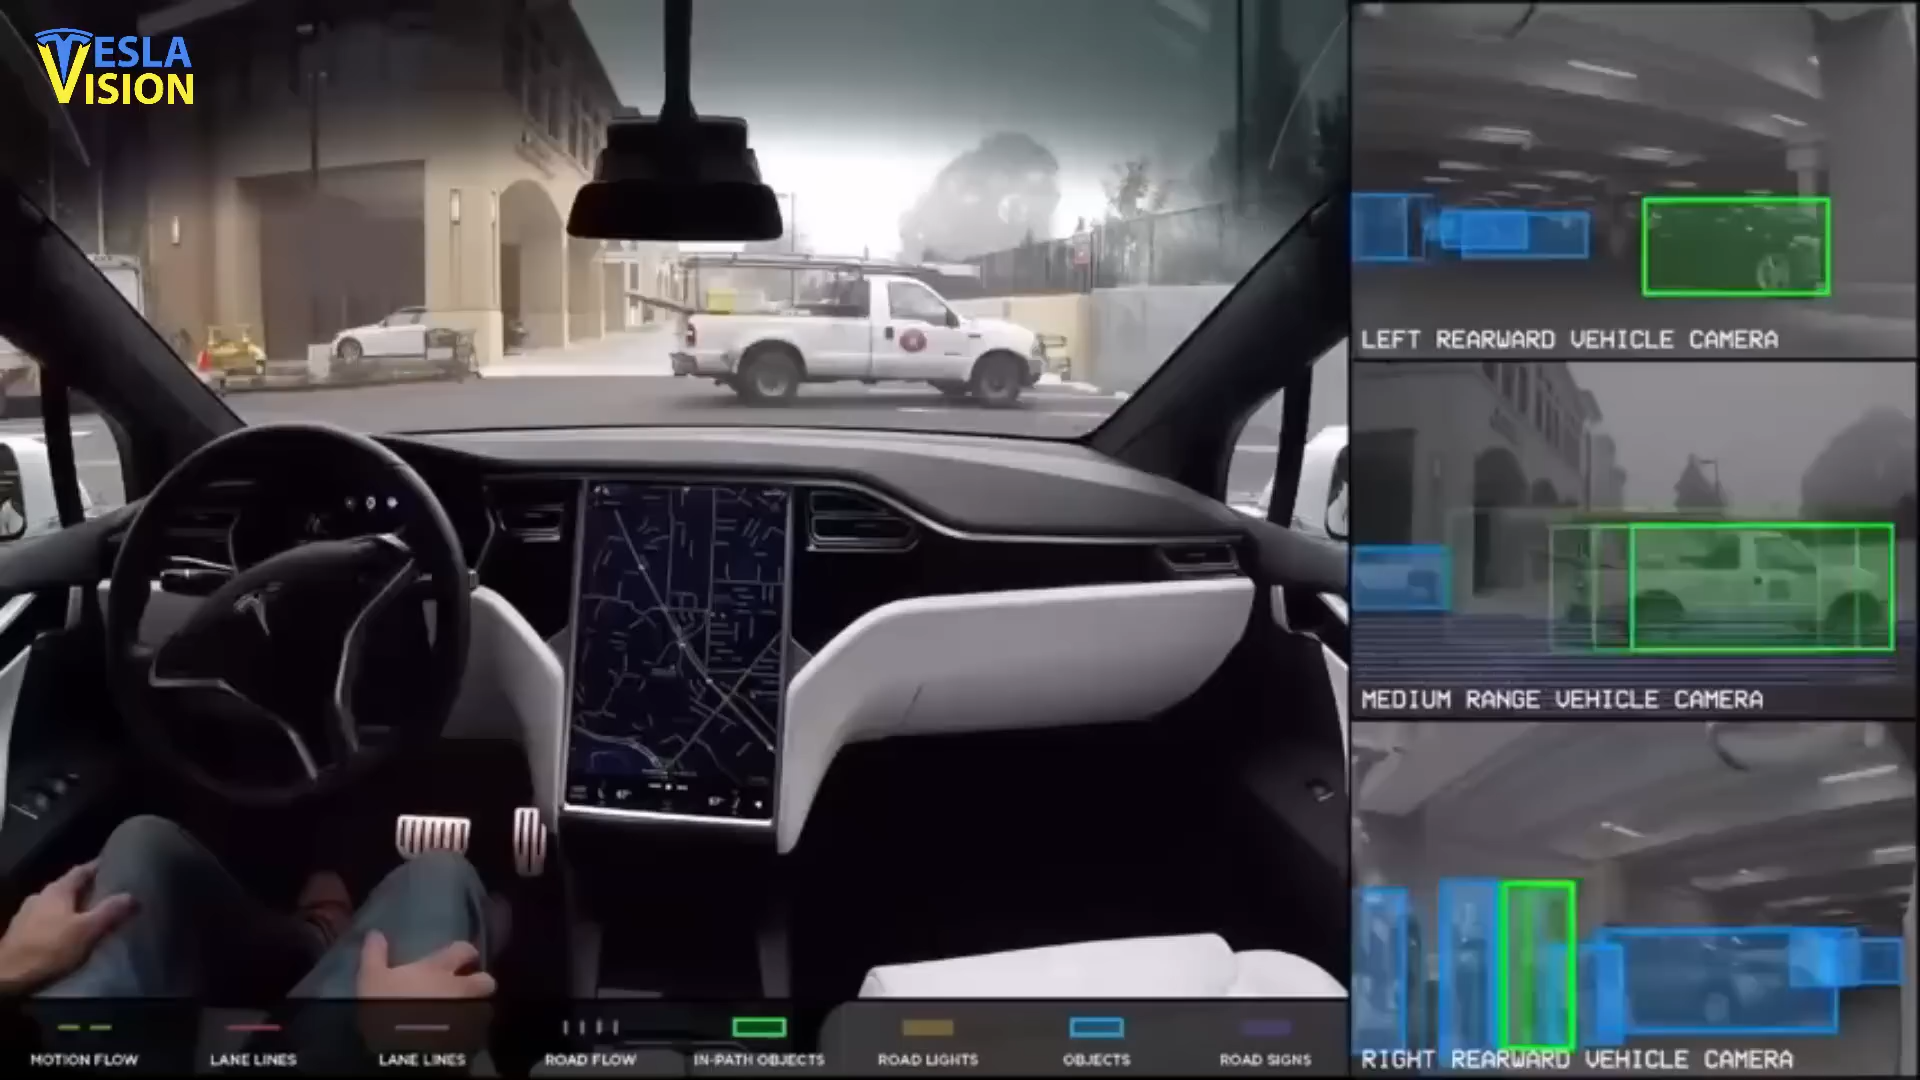 TESLA
VISION
LEFT REARWARD VEHICLE CAMERA
MEDIUM RANGE VEHICLE CAMERA
RIGHT REARWARD VEHICLE CAMERA
MOTION FLOW
LANE LINES
LANE LINES
ROAD FLOW
IN-PATH OBJECTS
ROAD LIGHTS
OBJECTS
ROAD SIGNS